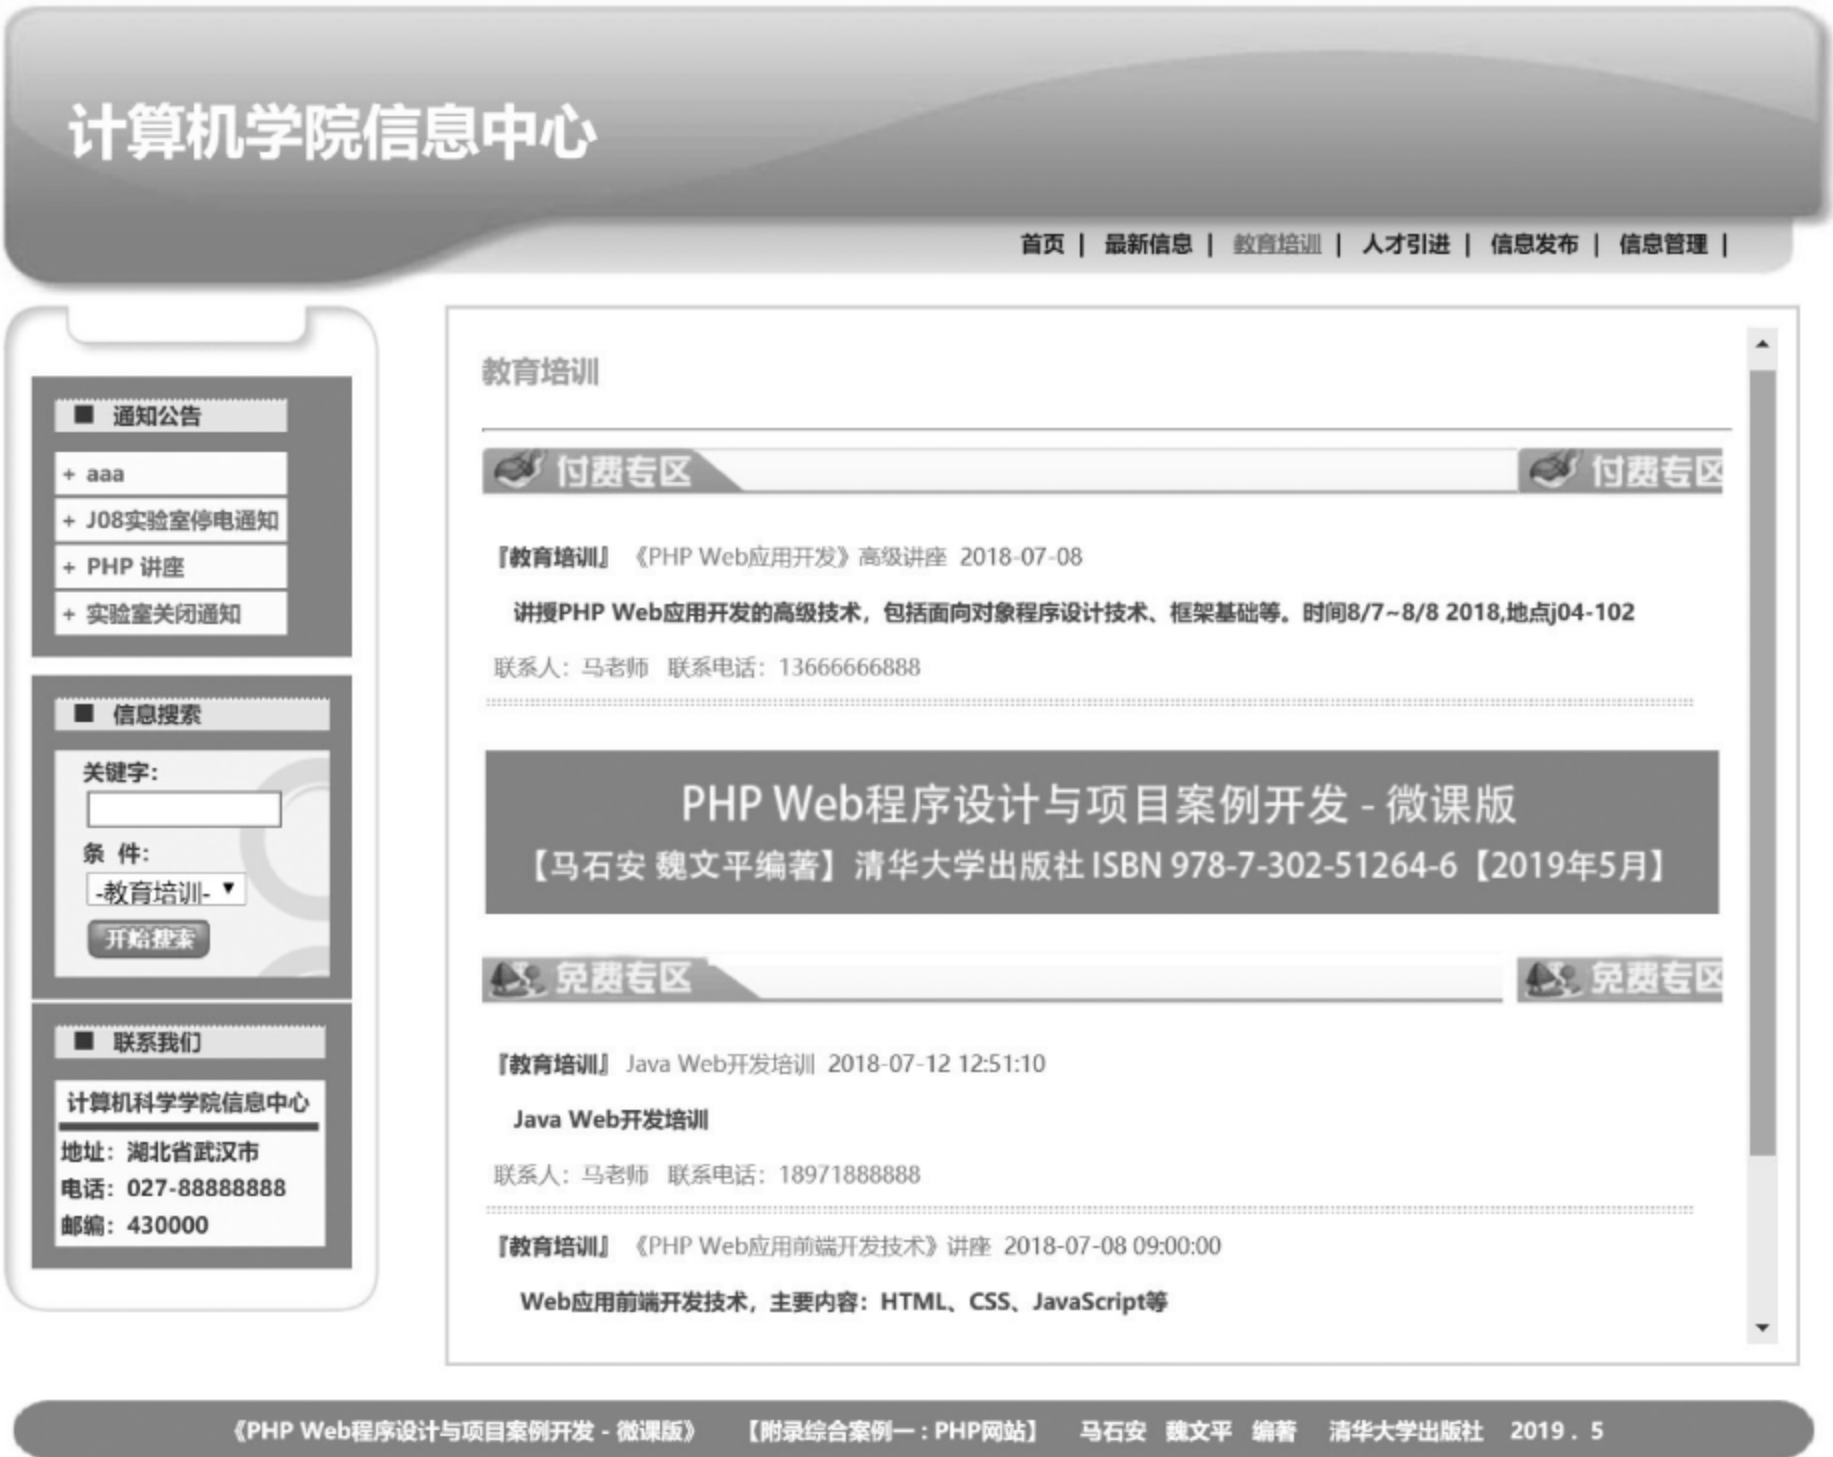 计算机学院信息中心
首页 | 最新信息 | 教育培训 | 人才引进 | 信息发布 | 信息管理 |
■ 通知公告
+ aaa
+ J08实验室停电通知
+ PHP 讲座
+ 实验室关闭通知
■ 信息搜索
关键字:
条 件:
-教育培训- ▼
开始搜索
■ 联系我们
计算机科学学院信息中心
地址：湖北省武汉市
电话：027-88888888
邮编：430000
教育培训
付费专区 付费专区
『教育培训』 《PHP Web应用开发》高级讲座 2018-07-08
讲授PHP Web应用开发的高级技术，包括面向对象程序设计技术、框架基础等。时间8/7~8/8 2018,地点j04-102
联系人：马老师 联系电话：13666666888
PHP Web程序设计与项目案例开发 - 微课版
【马石安 魏文平编著】清华大学出版社 ISBN 978-7-302-51264-6【2019年5月】
免费专区 免费专区
『教育培训』 Java Web开发培训 2018-07-12 12:51:10
Java Web开发培训
联系人：马老师 联系电话：18971888888
『教育培训』 《PHP Web应用前端开发技术》讲座 2018-07-08 09:00:00
Web应用前端开发技术，主要内容：HTML、CSS、JavaScript等
《PHP Web程序设计与项目案例开发 - 微课版》 【附录综合案例一：PHP网站】 马石安 魏文平 编著 清华大学出版社 2019 . 5